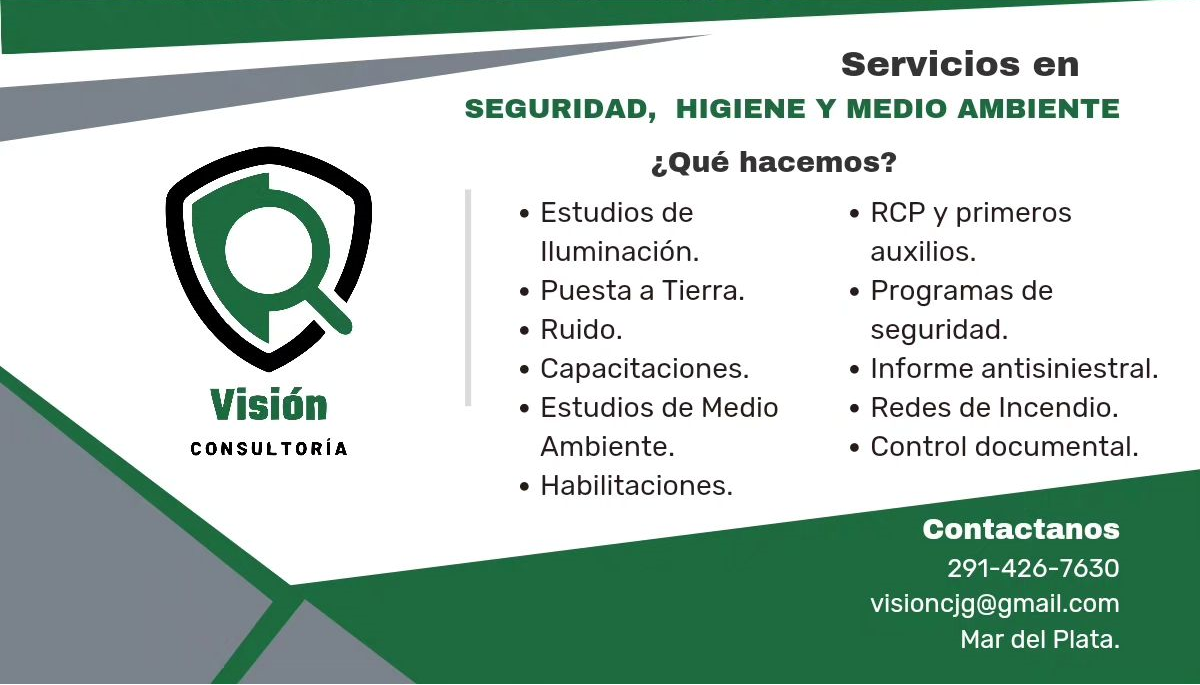 Servicios en
SEGURIDAD, HIGIENE Y MEDIO AMBIENTE
¿Qué hacemos?
• Estudios de
Iluminación.
• Puesta a Tierra.
• Ruido.
• Capacitaciones.
• Estudios de Medio
Ambiente.
• Habilitaciones.
• RCP y primeros
auxilios.
• Programas de
seguridad.
• Informe antisiniestral.
• Redes de Incendio.
• Control documental.
Visión
CONSULTORÍA
Contactanos
291-426-7630
visioncjg@gmail.com
Mar del Plata.